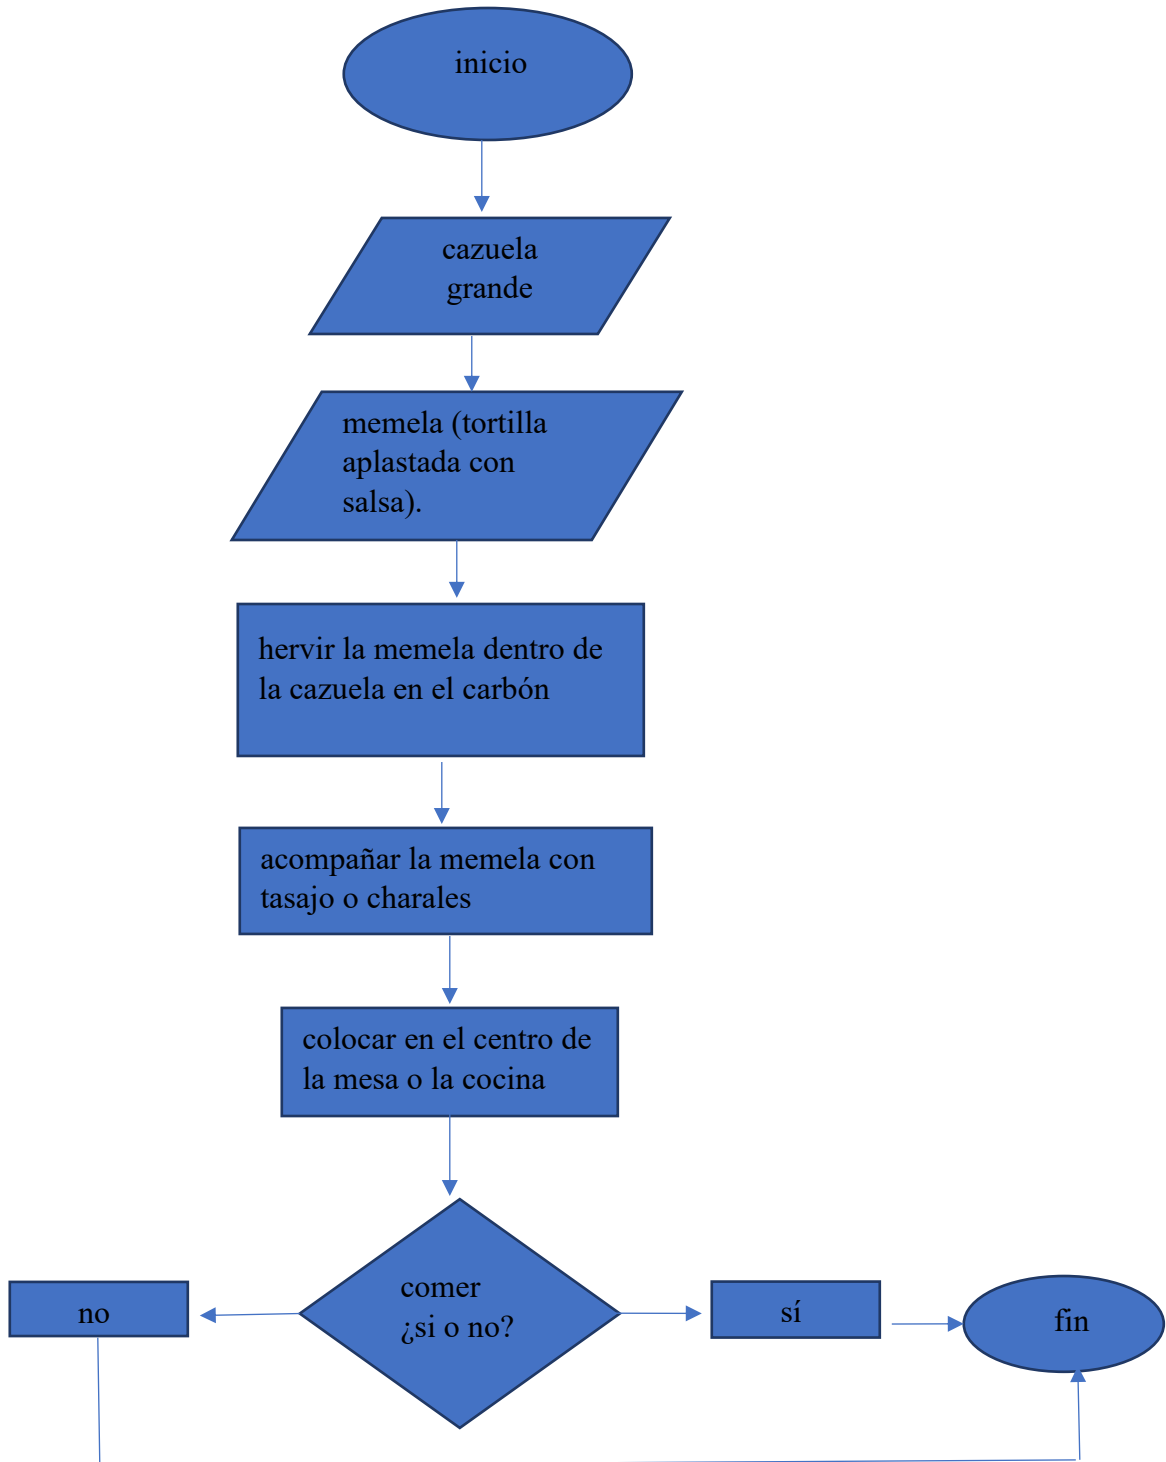 inicio
cazuela
grande
memela (tortilla
aplastada con
salsa).
hervir la memela dentro de
la cazuela en el carbón
acompañar la memela con
tasajo o charales
colocar en el centro de
la mesa o la cocina
comer
¿si o no?
no
sí
fin